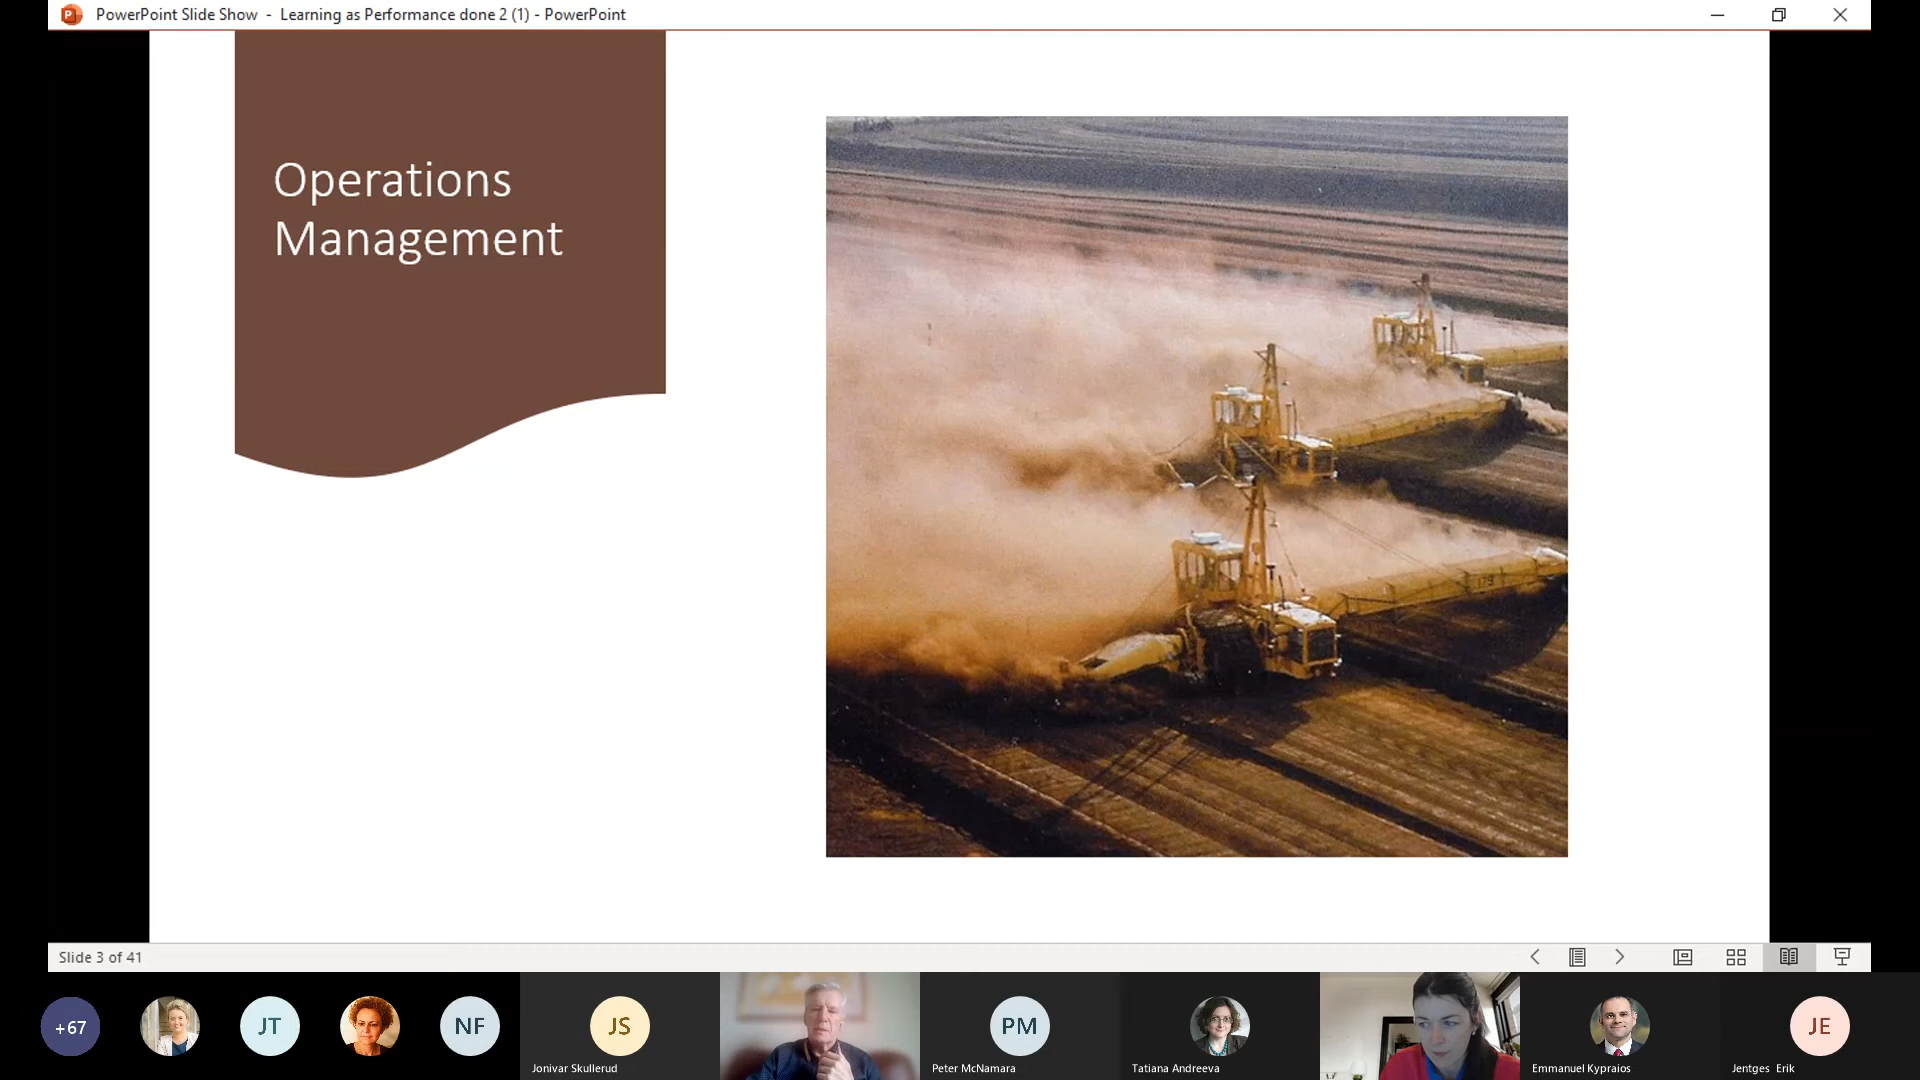 PowerPoint Slide Show - Learning as Performance done 2 (1) - PowerPoint
Operations
Management
179
Slide 3 of 41
+67
JT
NF
JS
PM
JE
Jonivar Skullerud
Peter McNamara
Tatiana Andreeva
Emmanuel Kypraios
Jentges Erik